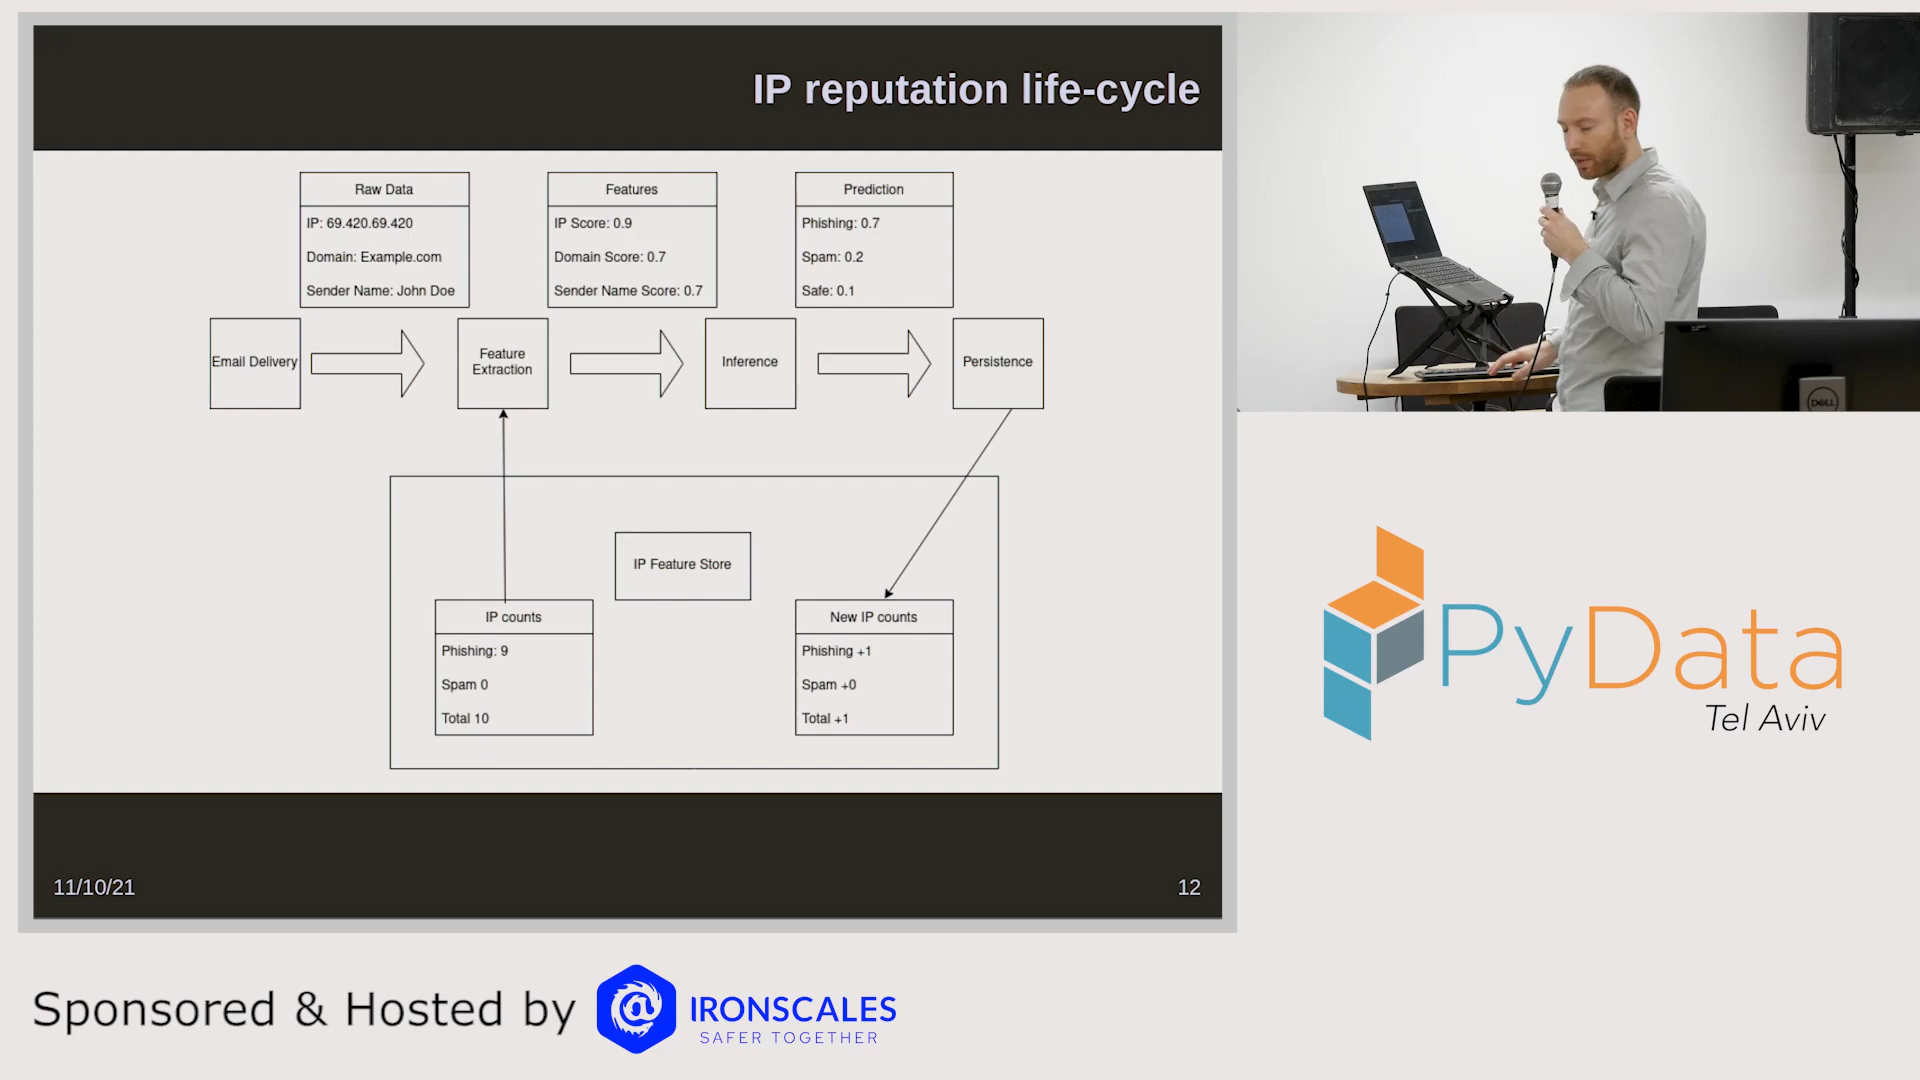 IP reputation life-cycle
Raw Data
IP: 69.420.69.420
Domain: Example.com
Sender Name: John Doe
Features
IP Score: 0.9
Domain Score: 0.7
Sender Name Score: 0.7
Prediction
Phishing: 0.7
Spam: 0.2
Safe: 0.1
Email Delivery
Feature
Extraction
Inference
Persistence
IP Feature Store
IP counts
Phishing: 9
Spam 0
Total 10
New IP counts
Phishing +1
Spam +0
Total +1
11/10/21
12
DELL
PyData
Tel Aviv
Sponsored & Hosted by
IRONSCALES
SAFER TOGETHER